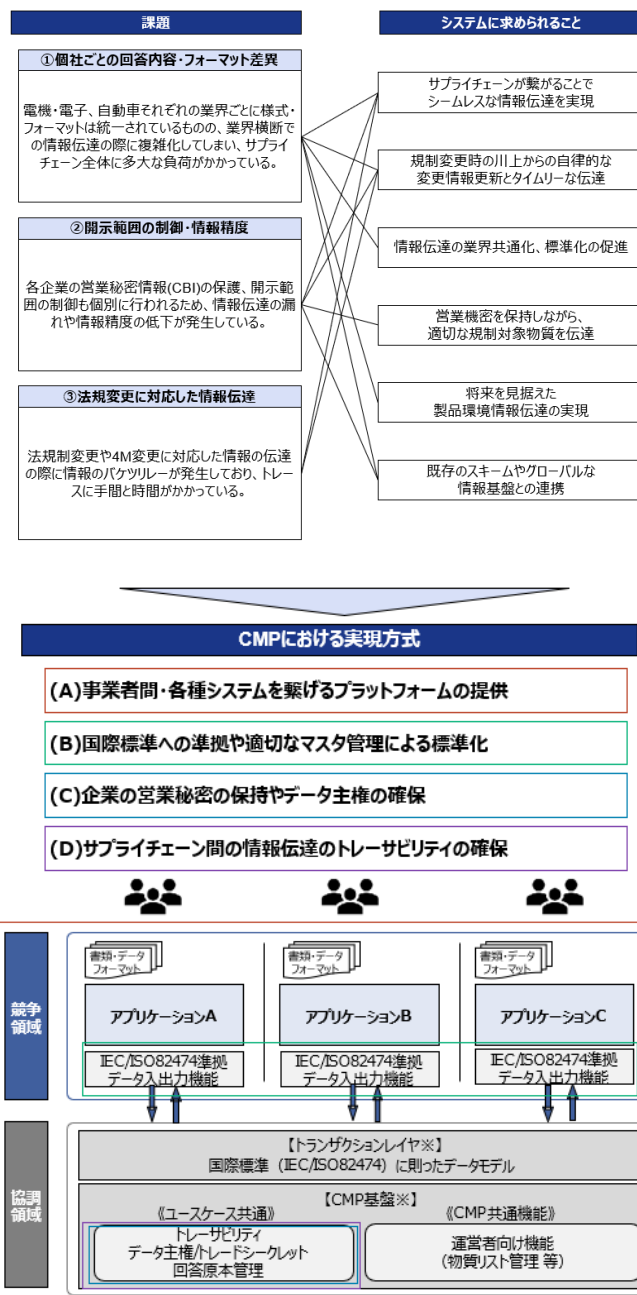 課題
①個社ごとの回答内容・フォーマット差異
電機・電子、自動車それぞれの業界ごとに様式・
フォーマットは統一されているものの、業界横断で
の情報伝達の際に複雑化してしまい、サプライ
チェーン全体に多大な負荷がかかっている。
②開示範囲の制御・情報精度
各企業の営業秘密情報(CBI)の保護、開示範
囲の制御も個別に行われるため、情報伝達の漏
れや情報精度の低下が発生している。
③法規変更に対応した情報伝達
法規制変更や4M変更に対応した情報の伝達
の際に情報のバケツリレーが発生しており、トレー
スに手間と時間がかかっている。
システムに求められること
サプライチェーンが繋がることで
シームレスな情報伝達を実現
規制変更時の川上からの自律的な
変更情報更新とタイムリーな伝達
情報伝達の業界共通化、標準化の促進
営業機密を保持しながら、
適切な規制対象物質を伝達
将来を見据えた
製品環境情報伝達の実現
既存のスキームやグローバルな
情報基盤との連携
CMPにおける実現方式
(A)事業者間・各種システムを繋げるプラットフォームの提供
(B)国際標準への準拠や適切なマスタ管理による標準化
(C)企業の営業秘密の保持やデータ主権の確保
(D)サプライチェーン間の情報伝達のトレーサビリティの確保
競争
領域
書類・データ
フォーマット
アプリケーションA
IEC/ISO82474準拠
データ入出力機能
書類・データ
フォーマット
アプリケーションB
IEC/ISO82474準拠
データ入出力機能
書類・データ
フォーマット
アプリケーションC
IEC/ISO82474準拠
データ入出力機能
協調
領域
【トランザクションレイヤ※】
国際標準（IEC/ISO82474）に則ったデータモデル
【CMP基盤※】
《ユースケース共通》
トレーサビリティ
データ主権/トレードシークレット
回答原本管理
《CMP共通機能》
運営者向け機能
(物質リスト管理 等)